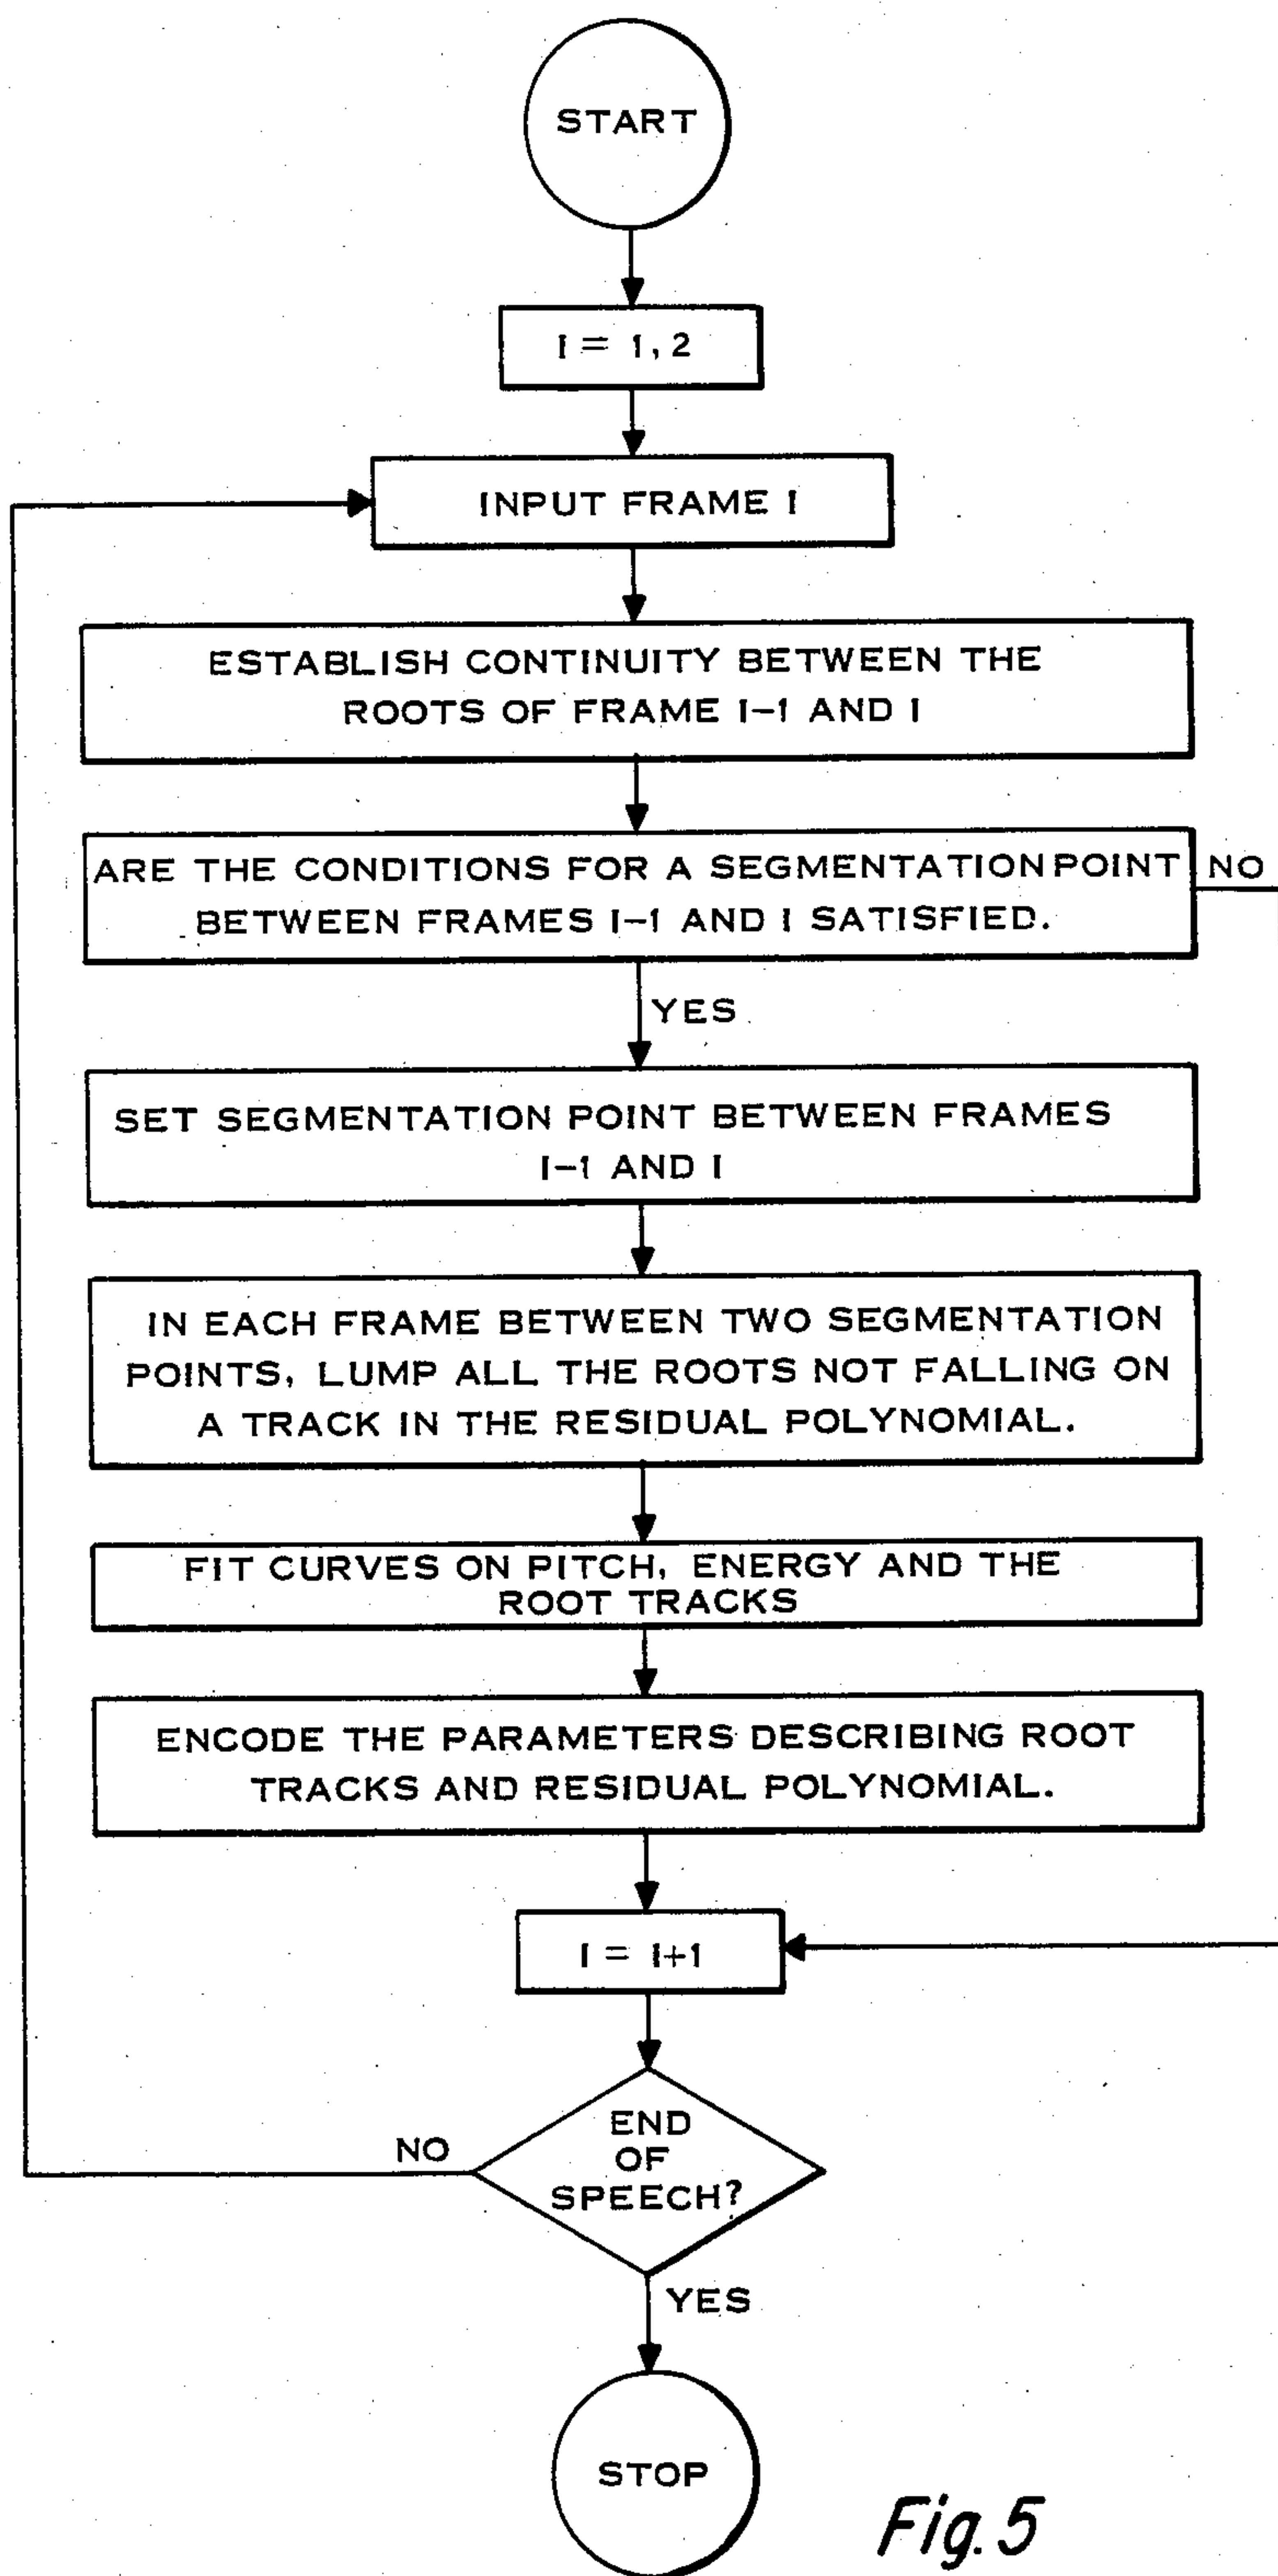 START
I = 1, 2
INPUT FRAME I
ESTABLISH CONTINUITY BETWEEN THE
ROOTS OF FRAME I-1 AND I
ARE THE CONDITIONS FOR A SEGMENTATION POINT
BETWEEN FRAMES I-1 AND I SATISFIED.
NO
YES
SET SEGMENTATION POINT BETWEEN FRAMES
I-1 AND I
IN EACH FRAME BETWEEN TWO SEGMENTATION
POINTS, LUMP ALL THE ROOTS NOT FALLING ON
A TRACK IN THE RESIDUAL POLYNOMIAL.
FIT CURVES ON PITCH, ENERGY AND THE
ROOT TRACKS
ENCODE THE PARAMETERS DESCRIBING ROOT
TRACKS AND RESIDUAL POLYNOMIAL.
I = I+1
END
OF
SPEECH?
NO
YES
STOP
Fig. 5